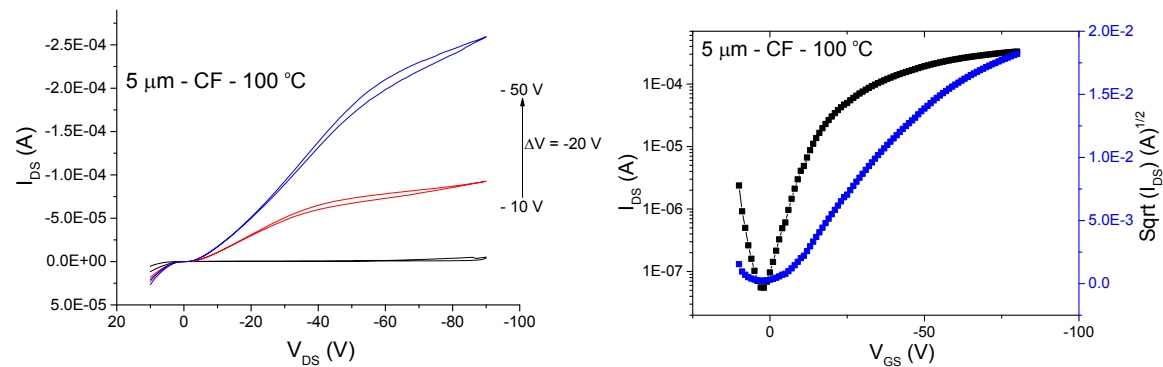 5 μm - CF - 100 °C
-2.5E-04
-2.0E-04
-1.5E-04
-1.0E-04
-5.0E-05
0.0E+00
5.0E-05
I_DS (A)
20 0 -20 -40 -60 -80 -100
V_DS (V)
- 50 V
ΔV = -20 V
- 10 V
5 μm - CF - 100 °C
1E-04
1E-05
1E-06
1E-07
I_DS (A)
0 -50 -100
V_GS (V)
2.0E-2
1.5E-2
1.0E-2
5.0E-3
0.0
Sqrt (I_DS) (A)^1/2